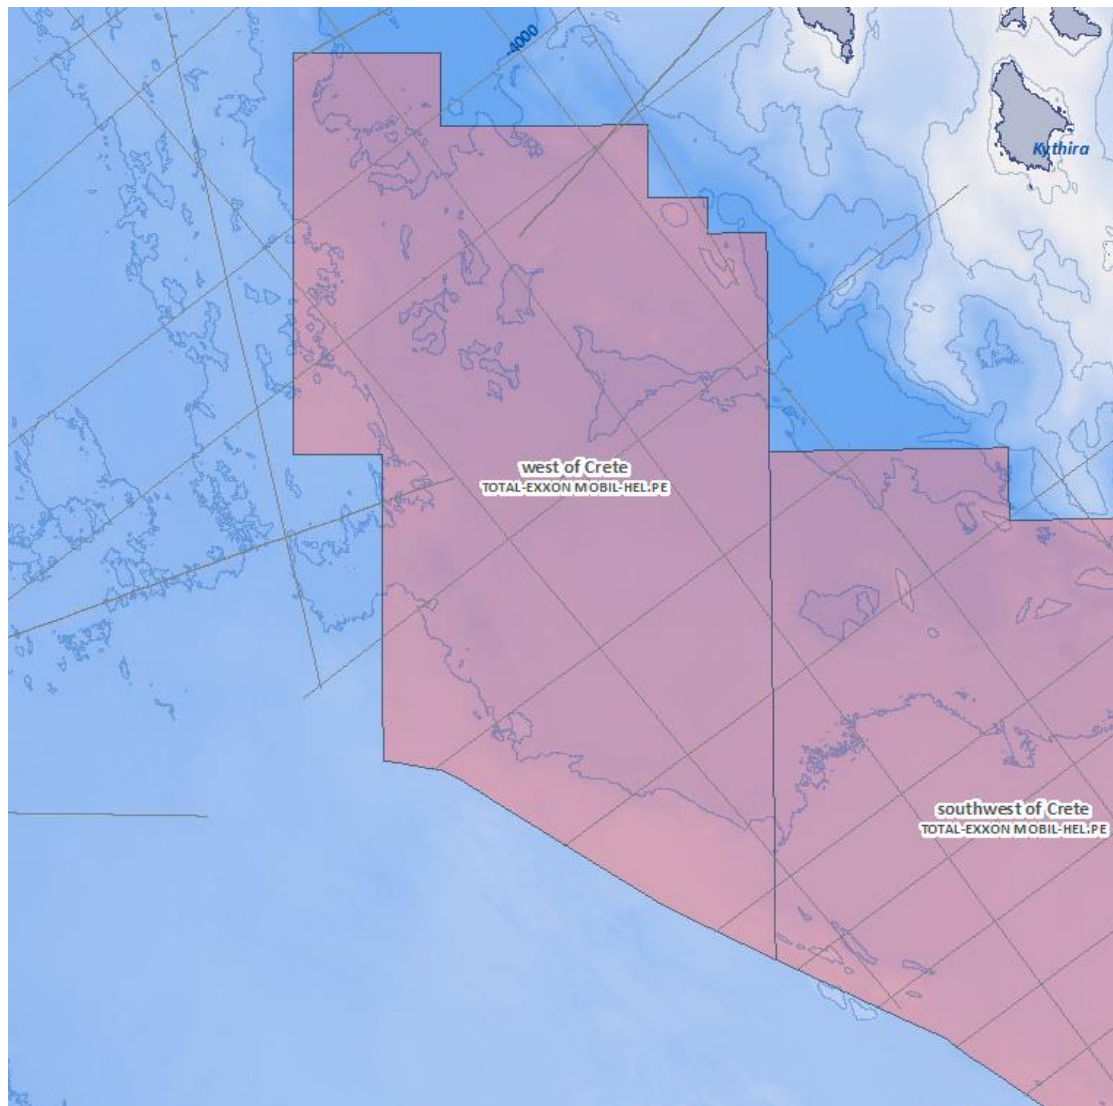 -4000
Kythira
west of Crete
TOTAL-EXXON MOBIL-HEL.PE
southwest of Crete
TOTAL-EXXON MOBIL-HEL.PE